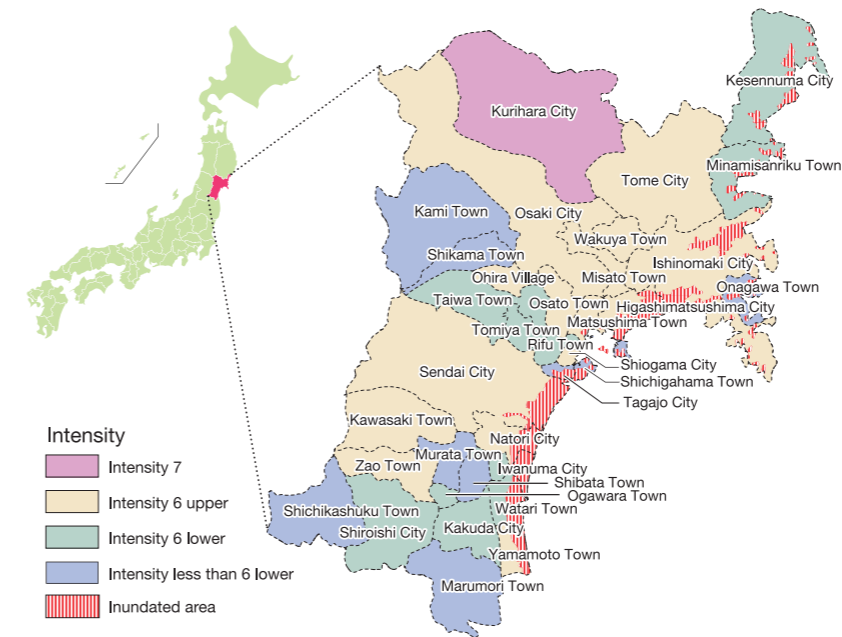 Kesennuma City
Kurihara City
Minamisanriku Town
Tome City
Kami Town
Osaki City
Wakuya Town
Shikama Town
Ishinomaki City
Ohira Village
Misato Town
Onagawa Town
Taiwa Town
Osato Town
Higashimatsushima City
Tomiya Town
Matsushima Town
Rifu Town
Shiogama City
Sendai City
Shichigahama Town
Tagajo City
Kawasaki Town
Natori City
Murata Town
Zao Town
Iwanuma City
Shibata Town
Ogawara Town
Shichikashuku Town
Watari Town
Shiroishi City
Kakuda City
Yamamoto Town
Marumori Town
Intensity
Intensity 7
Intensity 6 upper
Intensity 6 lower
Intensity less than 6 lower
Inundated area